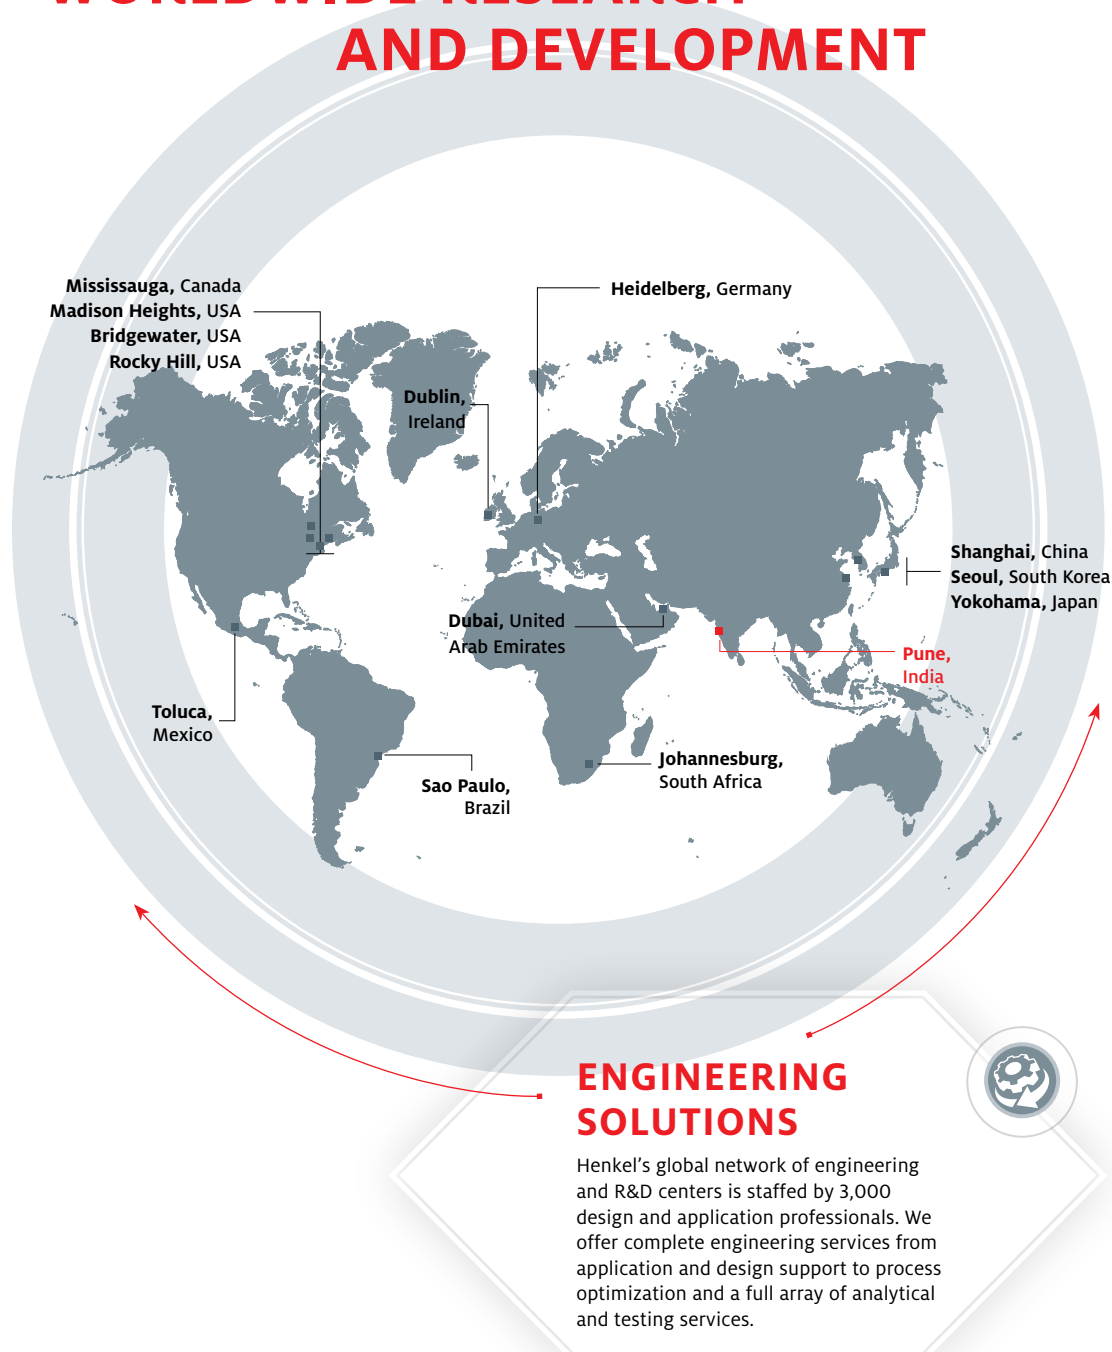 WORLDWIDE RESEARCH
AND DEVELOPMENT
Mississauga, Canada
Madison Heights, USA
Bridgewater, USA
Rocky Hill, USA
Heidelberg, Germany
Dublin,
Ireland
Shanghai, China
Seoul, South Korea
Yokohama, Japan
Dubai, United
Arab Emirates
Pune,
India
Toluca,
Mexico
Johannesburg,
South Africa
Sao Paulo,
Brazil
ENGINEERING
SOLUTIONS
Henkel's global network of engineering
and R&D centers is staffed by 3,000
design and application professionals. We
offer complete engineering services from
application and design support to process
optimization and a full array of analytical
and testing services.